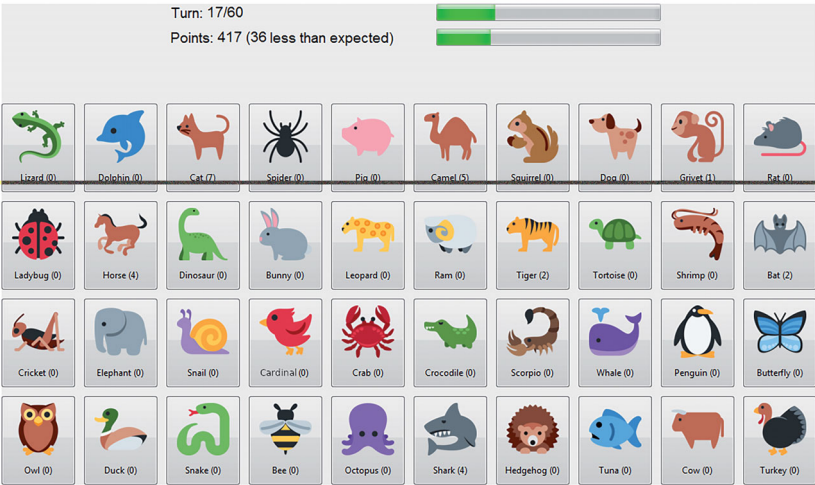 Turn: 17/60
Points: 417 (36 less than expected)
Lizard (0) Dolphin (0) Cat (7) Spider (0) Pig (0) Camel (5) Squirrel (0) Dog (0) Grivet (1) Rat (0)
Ladybug (0) Horse (4) Dinosaur (0) Bunny (0) Leopard (0) Ram (0) Tiger (2) Tortoise (0) Shrimp (0) Bat (2)
Cricket (0) Elephant (0) Snail (0) Cardinal (0) Crab (0) Crocodile (0) Scorpio (0) Whale (0) Penguin (0) Butterfly (0)
Owl (0) Duck (0) Snake (0) Bee (0) Octopus (0) Shark (4) Hedgehog (0) Tuna (0) Cow (0) Turkey (0)